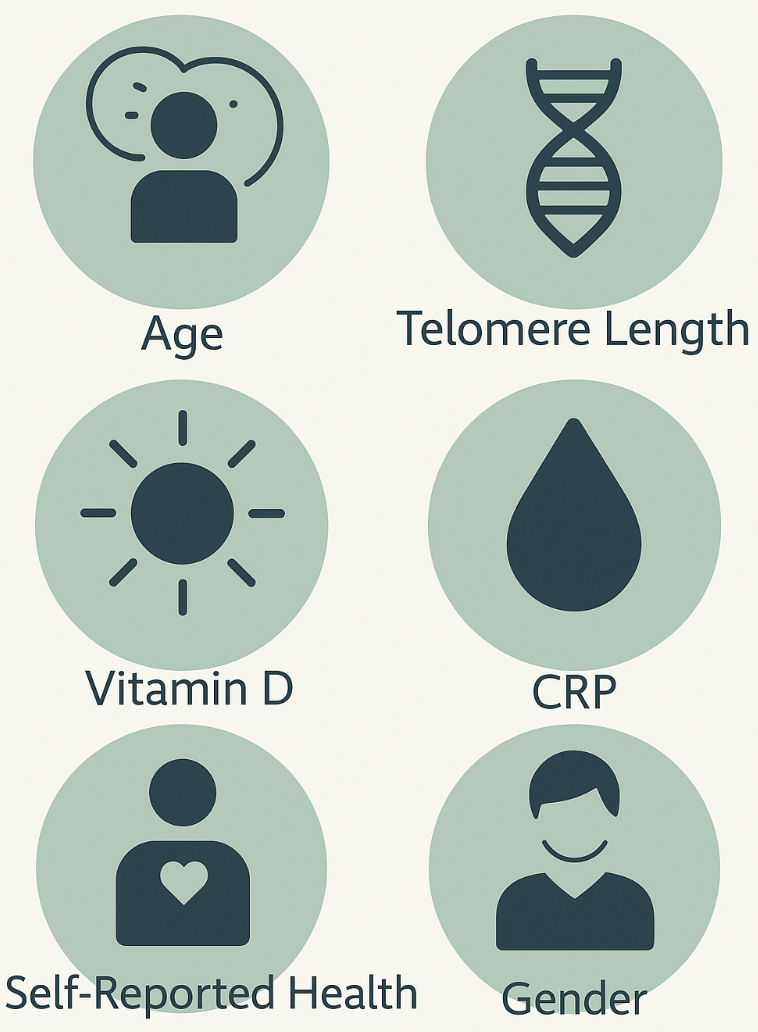 Age
Telomere Length
Vitamin D
CRP
Self-Reported Health
Gender